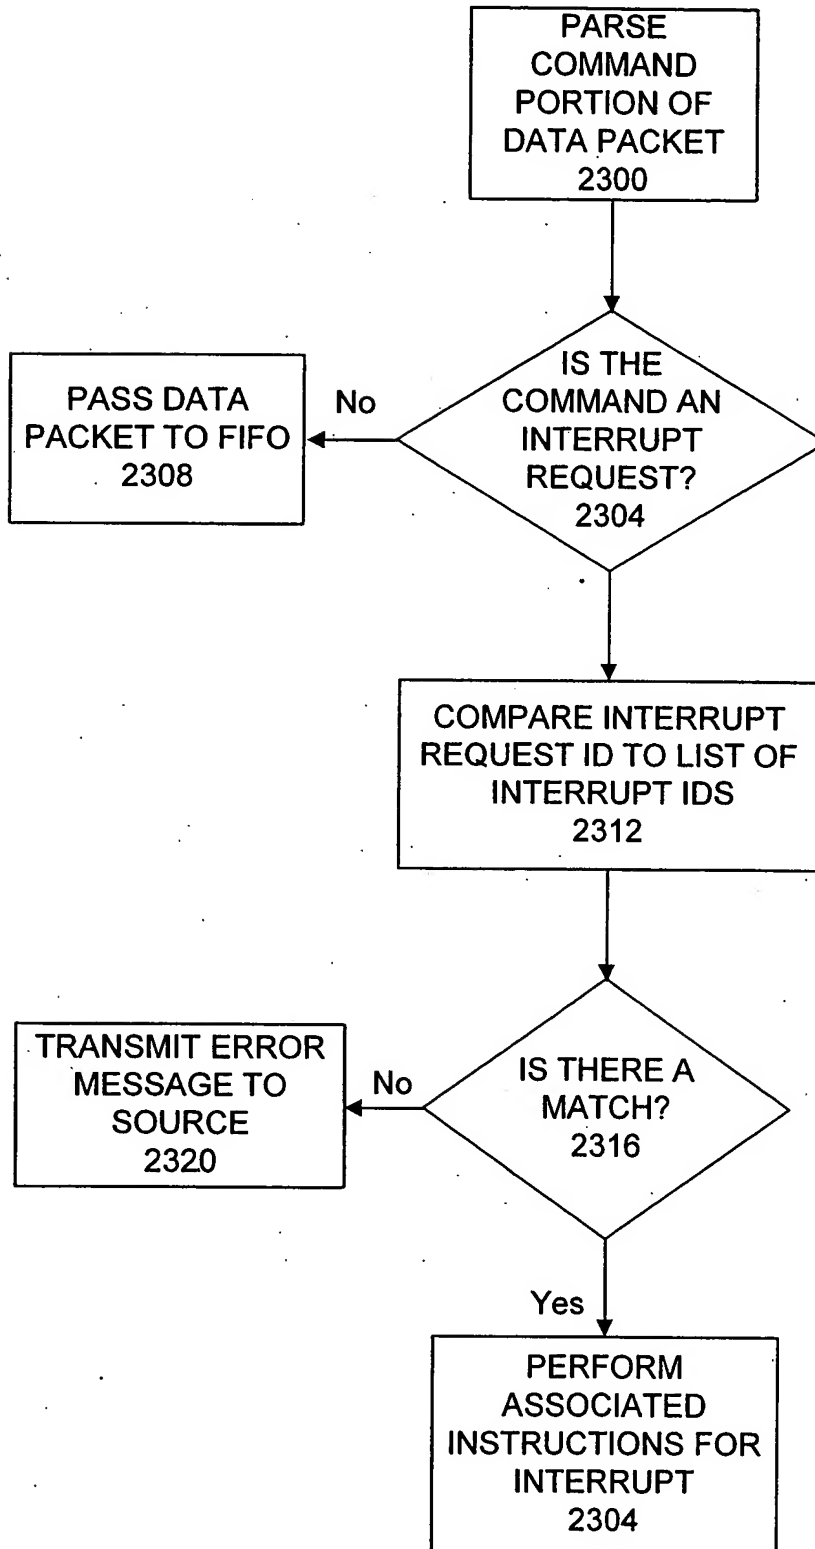 PARSE
COMMAND
PORTION OF
DATA PACKET
2300
IS THE
COMMAND AN
INTERRUPT
REQUEST?
2304
No
PASS DATA
PACKET TO FIFO
2308
COMPARE INTERRUPT
REQUEST ID TO LIST OF
INTERRUPT IDS
2312
IS THERE A
MATCH?
2316
No
TRANSMIT ERROR
MESSAGE TO
SOURCE
2320
Yes
PERFORM
ASSOCIATED
INSTRUCTIONS FOR
INTERRUPT
2304